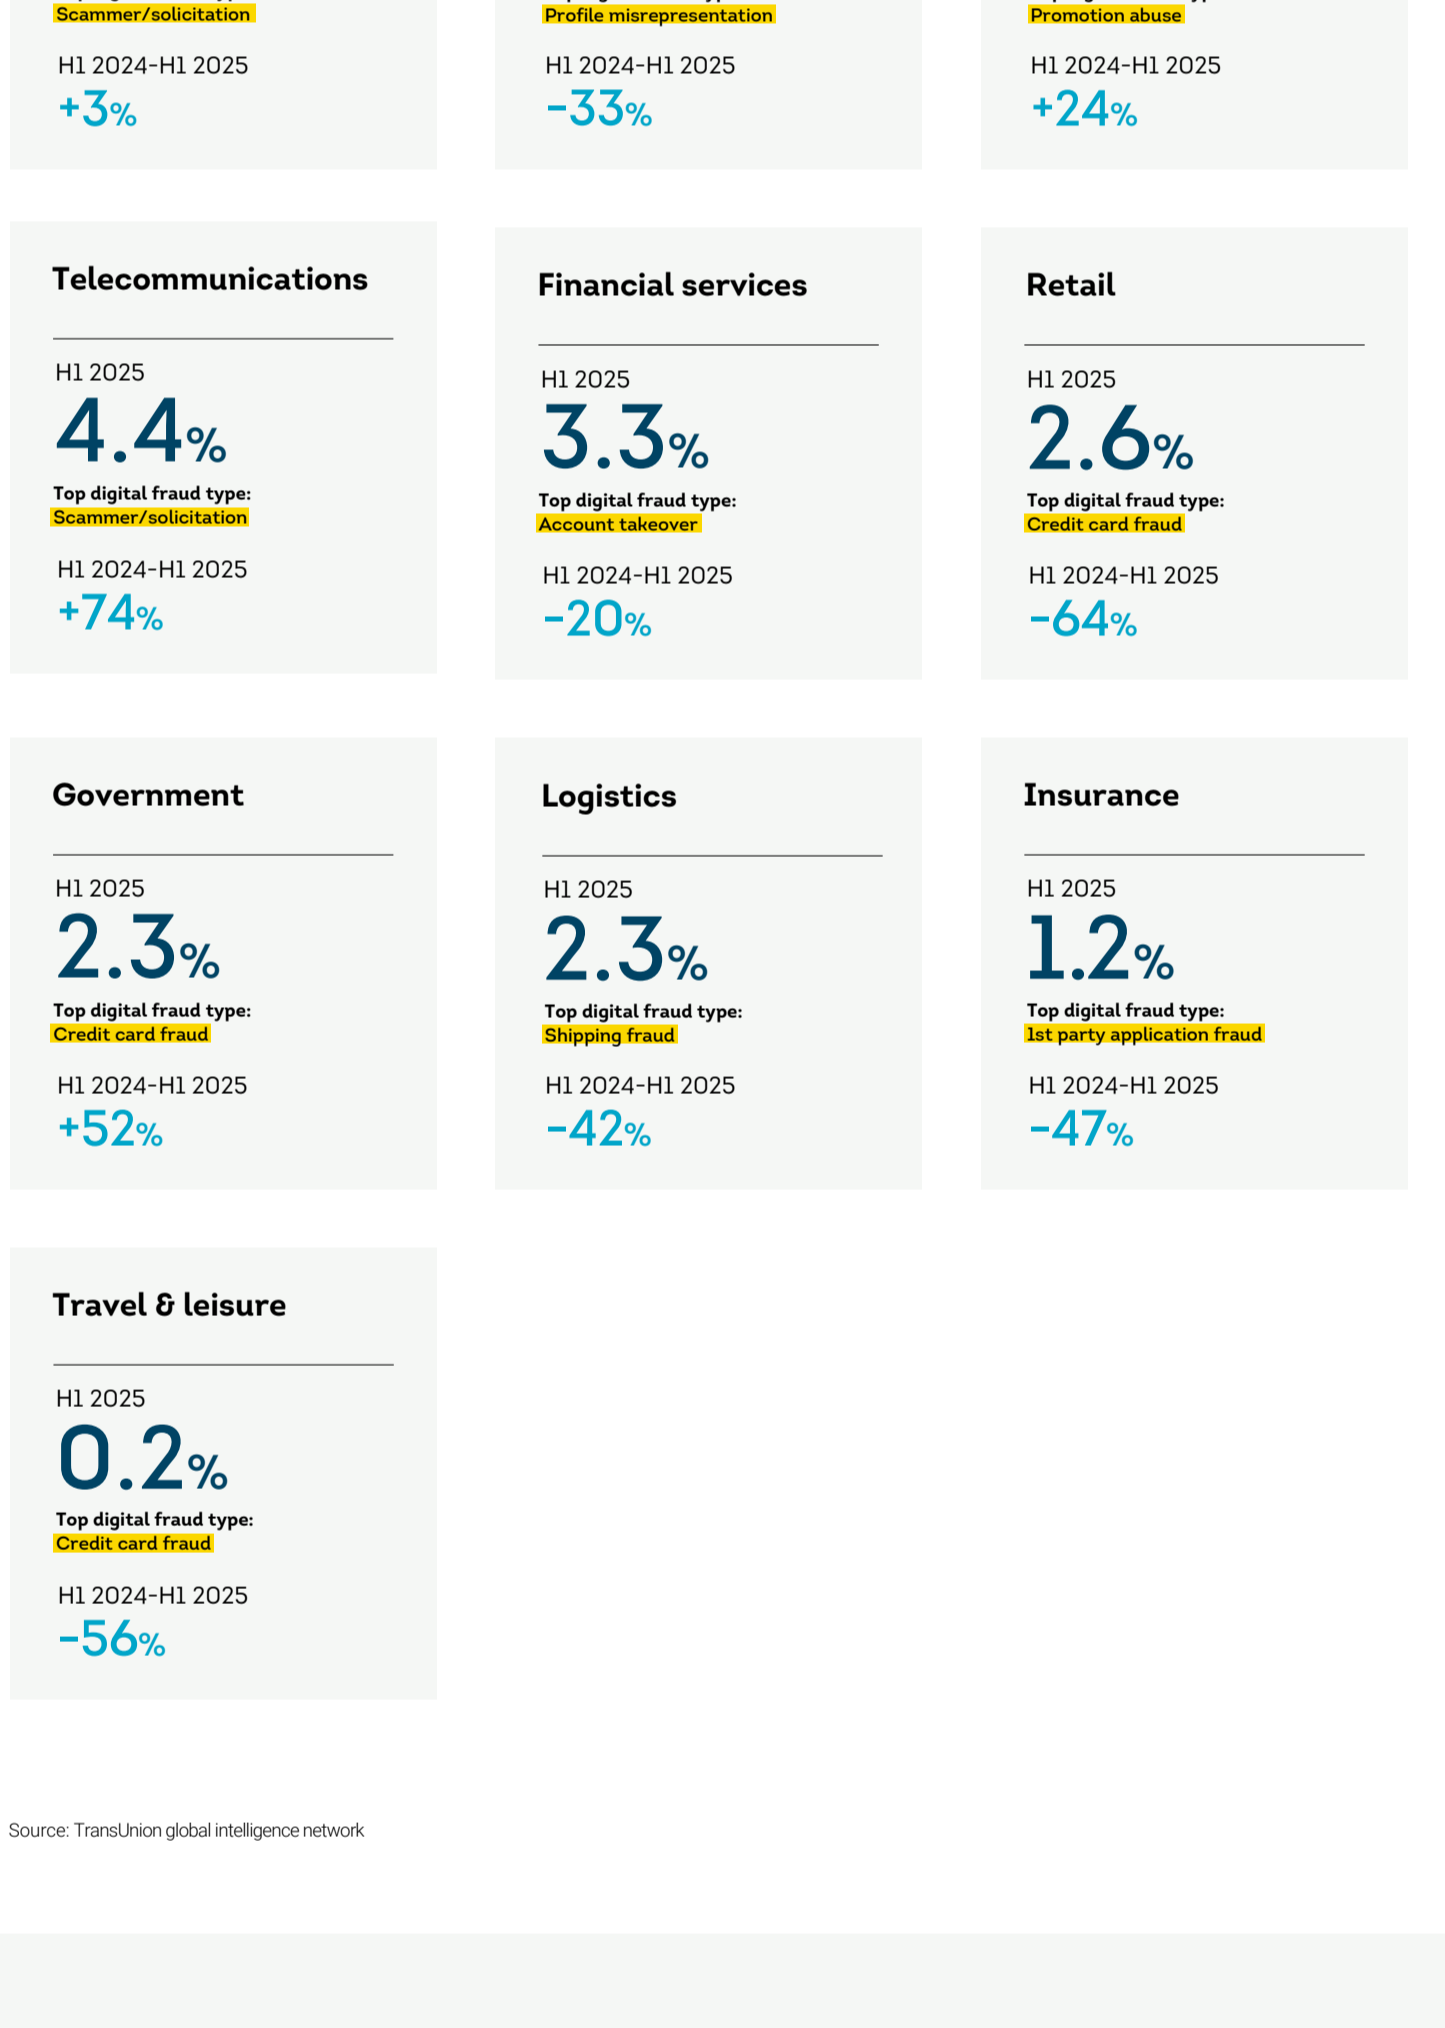 Scammer/solicitation
H1 2024-H1 2025
+3%
Profile misrepresentation
H1 2024-H1 2025
-33%
Promotion abuse
H1 2024-H1 2025
+24%
Telecommunications
H1 2025
4.4%
Top digital fraud type:
Scammer/solicitation
H1 2024-H1 2025
+74%
Financial services
H1 2025
3.3%
Top digital fraud type:
Account takeover
H1 2024-H1 2025
-20%
Retail
H1 2025
2.6%
Top digital fraud type:
Credit card fraud
H1 2024-H1 2025
-64%
Government
H1 2025
2.3%
Top digital fraud type:
Credit card fraud
H1 2024-H1 2025
+52%
Logistics
H1 2025
2.3%
Top digital fraud type:
Shipping fraud
H1 2024-H1 2025
-42%
Insurance
H1 2025
1.2%
Top digital fraud type:
1st party application fraud
H1 2024-H1 2025
-47%
Travel & leisure
H1 2025
0.2%
Top digital fraud type:
Credit card fraud
H1 2024-H1 2025
-56%
Source: TransUnion global intelligence network